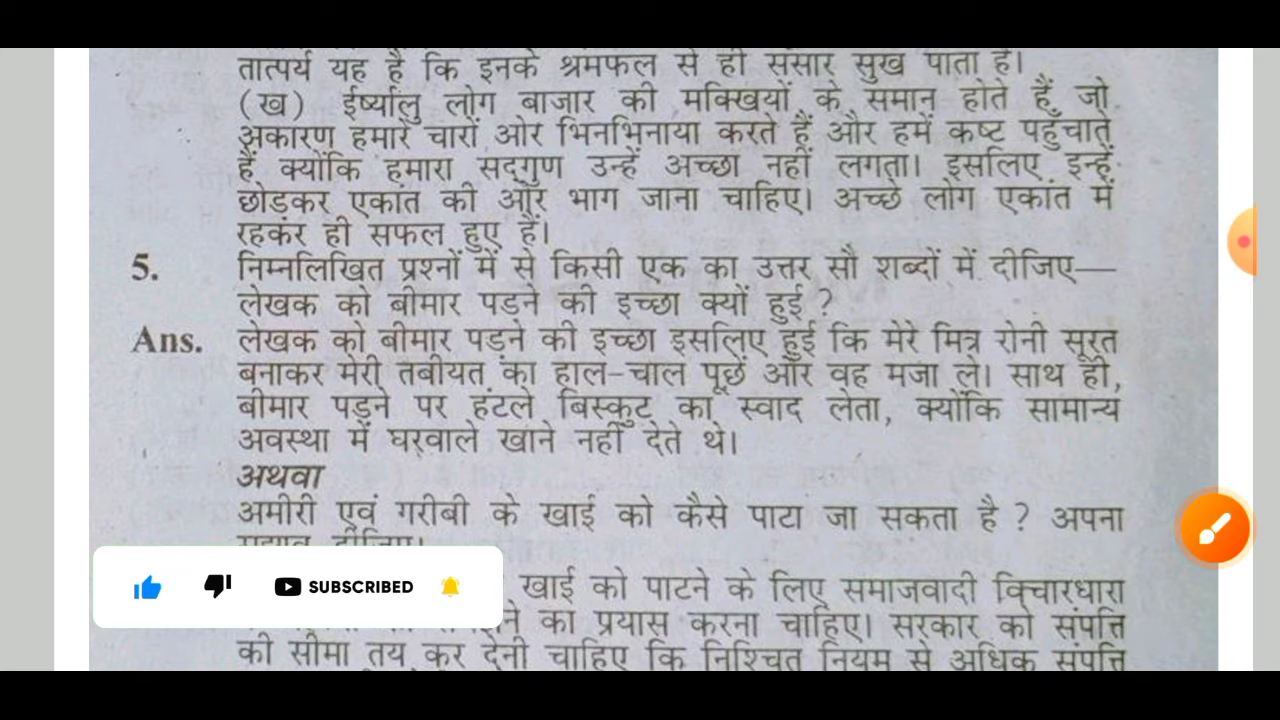 तात्पर्य यह है कि इनके श्रमफल से ही संसार सुख पाता है।
(ख) ईर्ष्यालु लोग बाजार की मक्खियों के समान होते हैं, जो
अकारण हमारे चारों ओर भिनभिनाया करते हैं और हमें कष्ट पहुँचाते
हैं, क्योंकि हमारा सद्गुण उन्हें अच्छा नहीं लगता। इसलिए इन्हें
छोड़कर एकांत की ओर भाग जाना चाहिए। अच्छे लोग एकांत में
रहकर ही सफल हुए हैं।
5. निम्नलिखित प्रश्नों में से किसी एक का उत्तर सौ शब्दों में दीजिए—
लेखक को बीमार पड़ने की इच्छा क्यों हुई ?
Ans. लेखक को बीमार पड़ने की इच्छा इसलिए हुई कि मेरे मित्र रोनी सूरत
बनाकर मेरी तबीयत का हाल-चाल पूछें और वह मजा ले। साथ ही,
बीमार पड़ने पर हंटले बिस्कुट का स्वाद लेता, क्योंकि सामान्य
अवस्था में घरवाले खाने नहीं देते थे।
अथवा
अमीरी एवं गरीबी के खाई को कैसे पाटा जा सकता है ? अपना
खाई को पाटने के लिए समाजवादी विचारधारा
SUBSCRIBED
का प्रयास करना चाहिए। सरकार को संपत्ति
की सीमा तय कर देनी चाहिए कि निश्चित नियम से अधिक संपत्ति